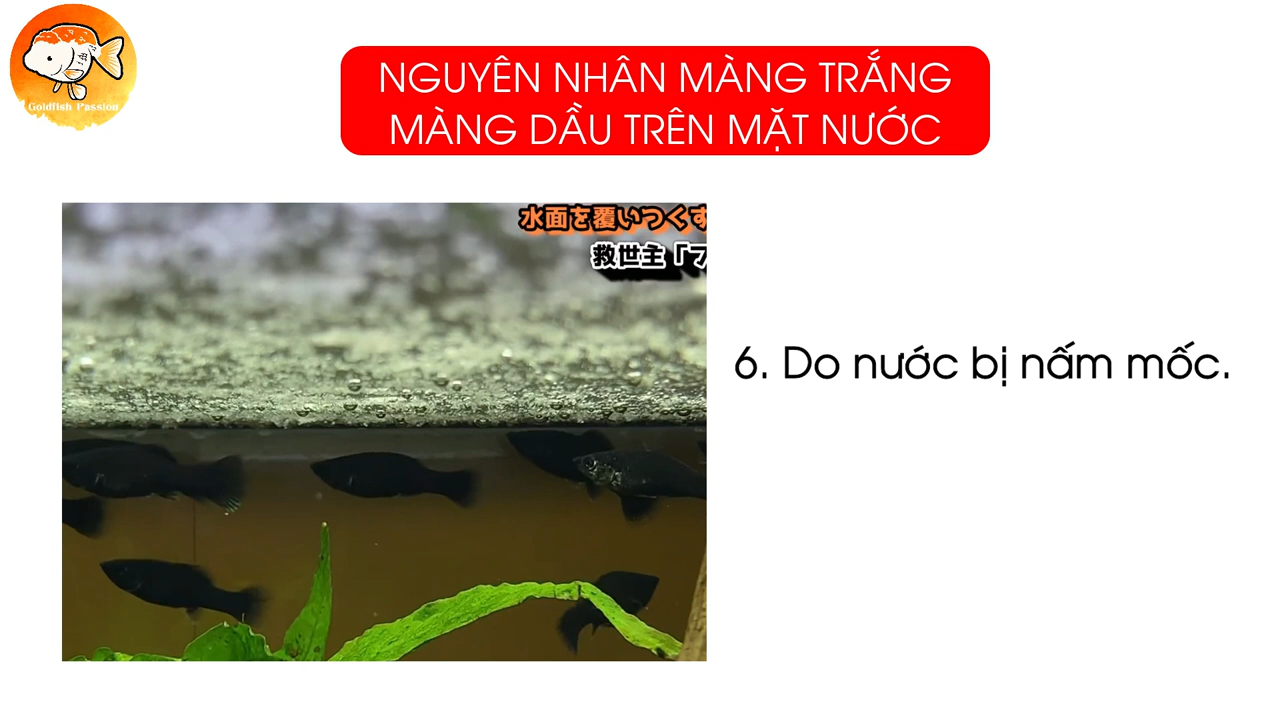 Goldfish Passion
NGUYÊN NHÂN MÀNG TRẮNG
MÀNG DẦU TRÊN MẶT NƯỚC
水面を覆いつくす
救世主「フ
6. Do nước bị nấm mốc.